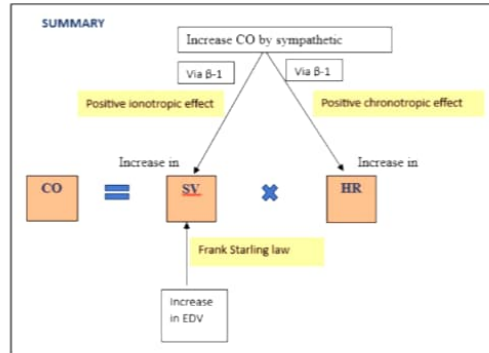 SUMMARY
Increase CO by sympathetic
Via β-1
Via β-1
Positive ionotropic effect
Positive chronotropic effect
Increase in
Increase in
CO
=
SV
×
HR
Frank Starling law
Increase
in EDV